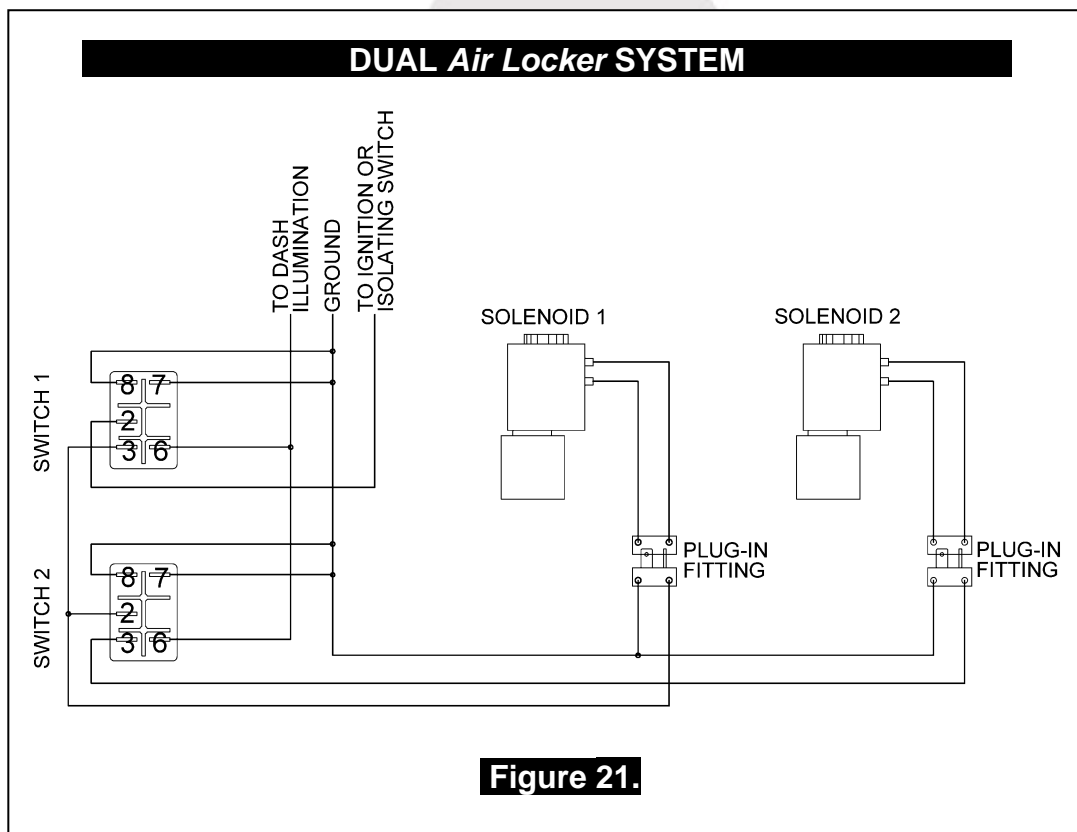 DUAL Air Locker SYSTEM
TO DASH
ILLUMINATION
GROUND
TO IGNITION OR
ISOLATING SWITCH
SOLENOID 1
SOLENOID 2
SWITCH 1
8 7
2
3 6
PLUG-IN
FITTING
PLUG-IN
FITTING
SWITCH 2
8 7
2
3 6
Figure 21.